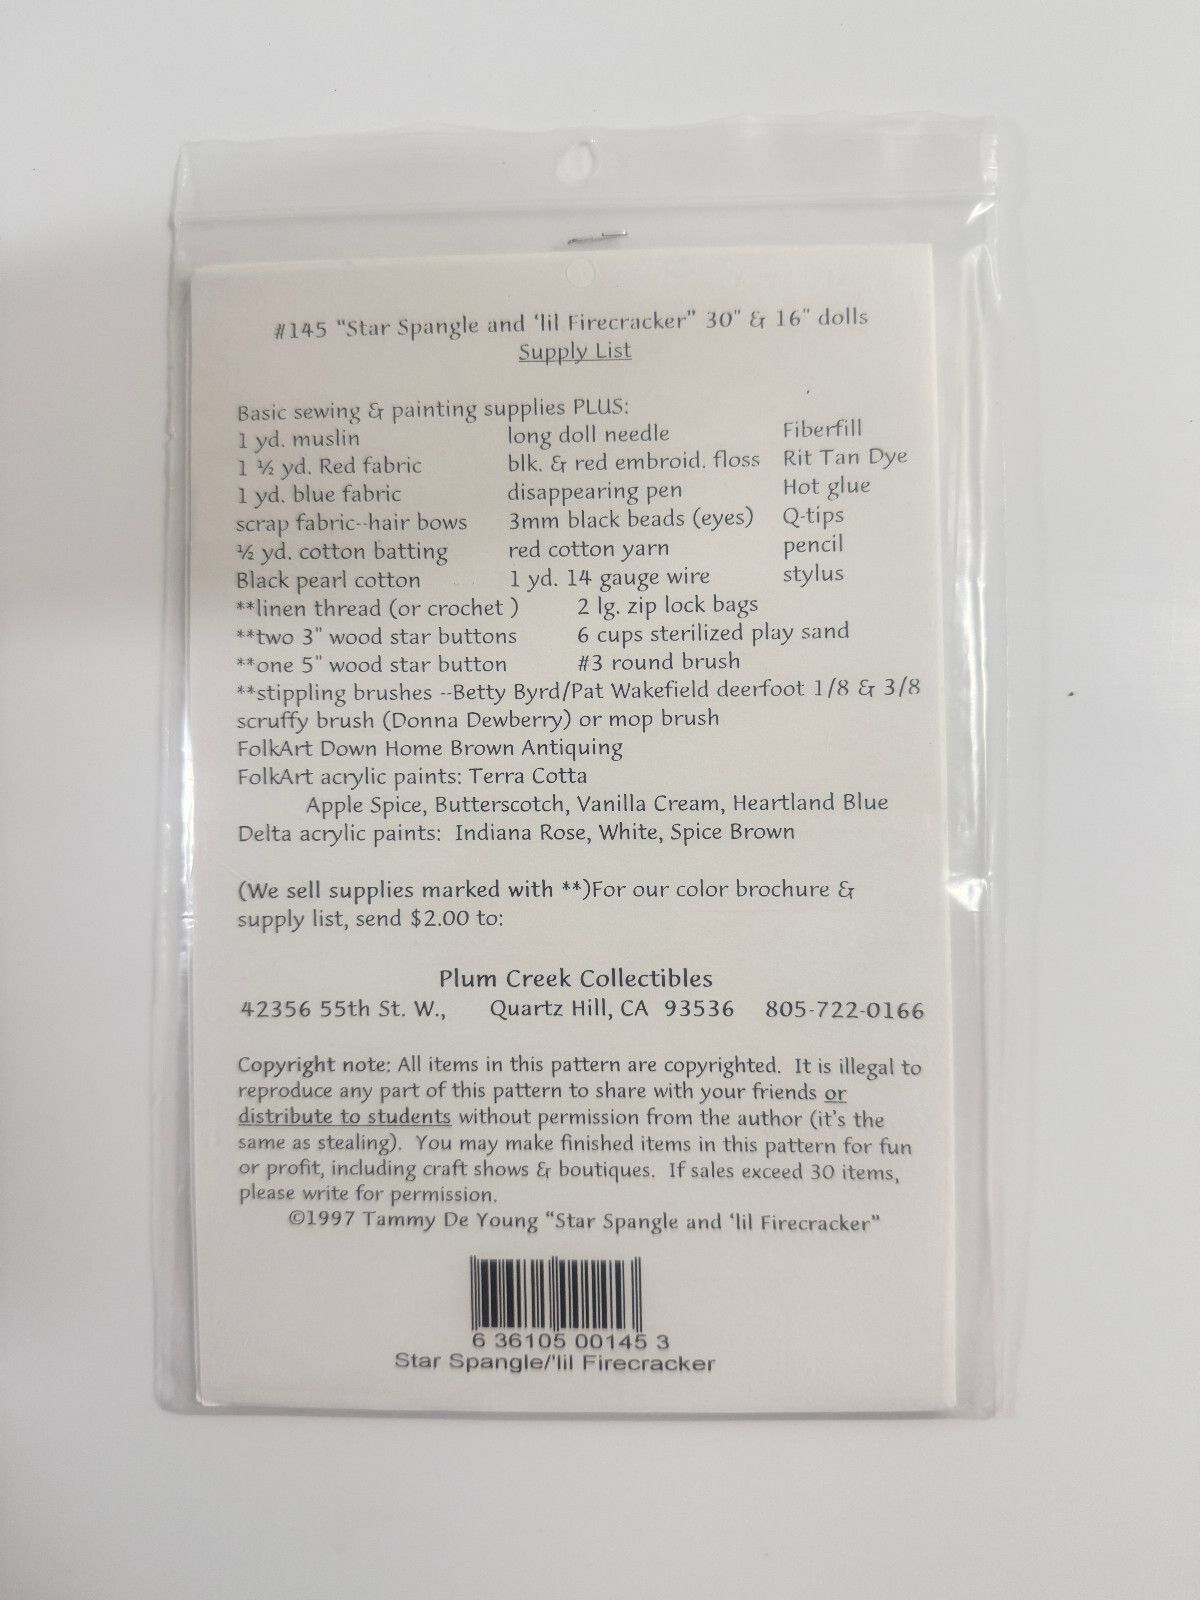 #145 “Star Spangle and ‘lil Firecracker” 30" & 16" dolls
Supply List
Basic sewing & painting supplies PLUS:
1 yd. muslin long doll needle Fiberfill
1 ½ yd. Red fabric blk. & red embroid. floss Rit Tan Dye
1 yd. blue fabric disappearing pen Hot glue
scrap fabric--hair bows 3mm black beads (eyes) Q-tips
½ yd. cotton batting red cotton yarn pencil
Black pearl cotton 1 yd. 14 gauge wire stylus
**linen thread (or crochet ) 2 lg. zip lock bags
**two 3" wood star buttons 6 cups sterilized play sand
**one 5" wood star button #3 round brush
**stippling brushes --Betty Byrd/Pat Wakefield deerfoot 1/8 & 3/8
scruffy brush (Donna Dewberry) or mop brush
FolkArt Down Home Brown Antiquing
FolkArt acrylic paints: Terra Cotta
Apple Spice, Butterscotch, Vanilla Cream, Heartland Blue
Delta acrylic paints: Indiana Rose, White, Spice Brown
(We sell supplies marked with **)For our color brochure &
supply list, send $2.00 to:
Plum Creek Collectibles
42356 55th St. W., Quartz Hill, CA 93536 805-722-0166
Copyright note: All items in this pattern are copyrighted. It is illegal to
reproduce any part of this pattern to share with your friends or
distribute to students without permission from the author (it's the
same as stealing). You may make finished items in this pattern for fun
or profit, including craft shows & boutiques. If sales exceed 30 items,
please write for permission.
©1997 Tammy De Young “Star Spangle and ‘lil Firecracker”
6 36105 00145 3
Star Spangle/'lil Firecracker